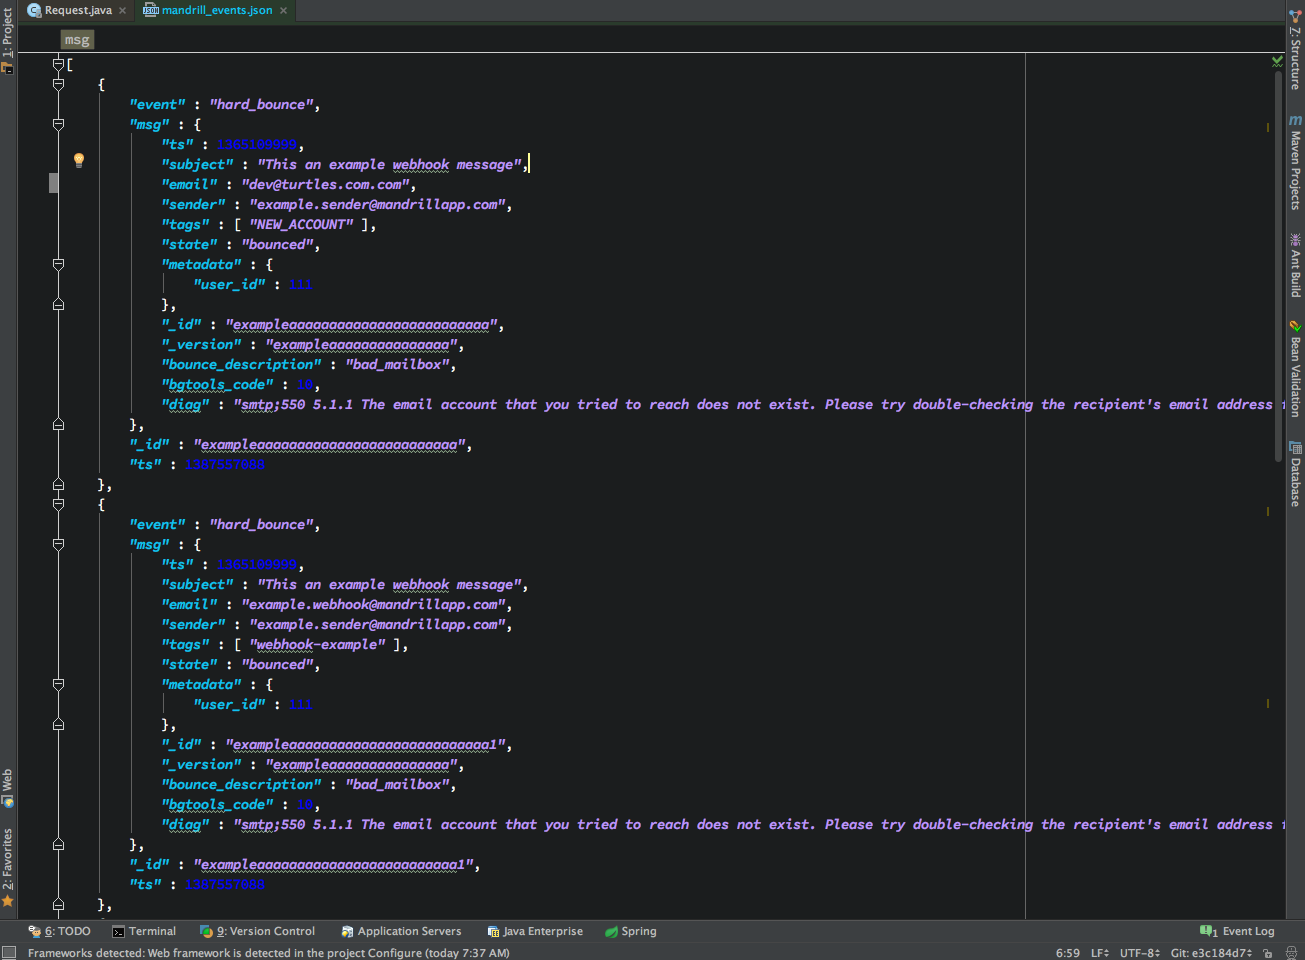 Request.java
mandrill_events.json
msg
[
{
"event" : "hard_bounce",
"msg" : {
"ts" : 1365109999,
"subject" : "This an example webhook message",
"email" : "dev@turtles.com.com",
"sender" : "example.sender@mandrillapp.com",
"tags" : [ "NEW_ACCOUNT" ],
"state" : "bounced",
"metadata" : {
"user_id" : 111
},
"_id" : "exampleaaaaaaaaaaaaaaaaaaaaaaaaa",
"_version" : "exampleaaaaaaaaaaaaaaa",
"bounce_description" : "bad_mailbox",
"bgtools_code" : 10,
"diag" : "smtp;550 5.1.1 The email account that you tried to reach does not exist. Please try double-checking the recipient's email address
},
"_id" : "exampleaaaaaaaaaaaaaaaaaaaaaaaaa",
"ts" : 1387557068
},
{
"event" : "hard_bounce",
"msg" : {
"ts" : 1365109999,
"subject" : "This an example webhook message",
"email" : "example.webhook@mandrillapp.com",
"sender" : "example.sender@mandrillapp.com",
"tags" : [ "webhook-example" ],
"state" : "bounced",
"metadata" : {
"user_id" : 111
},
"_id" : "exampleaaaaaaaaaaaaaaaaaaaaaaaaa1",
"_version" : "exampleaaaaaaaaaaaaaaa",
"bounce_description" : "bad_mailbox",
"bgtools_code" : 10,
"diag" : "smtp;550 5.1.1 The email account that you tried to reach does not exist. Please try double-checking the recipient's email address
},
"_id" : "exampleaaaaaaaaaaaaaaaaaaaaaaaaa1",
"ts" : 1387557068
},
1: Project
Web
2: Favorites
7: Structure
Maven Projects
Ant Build
Bean Validation
Database
6: TODO
Terminal
9: Version Control
Application Servers
Java Enterprise
Spring
1 Event Log
Frameworks detected: Web framework is detected in the project Configure (today 7:37 AM)
6:59
LF
UTF-8
Git: e3c184d7